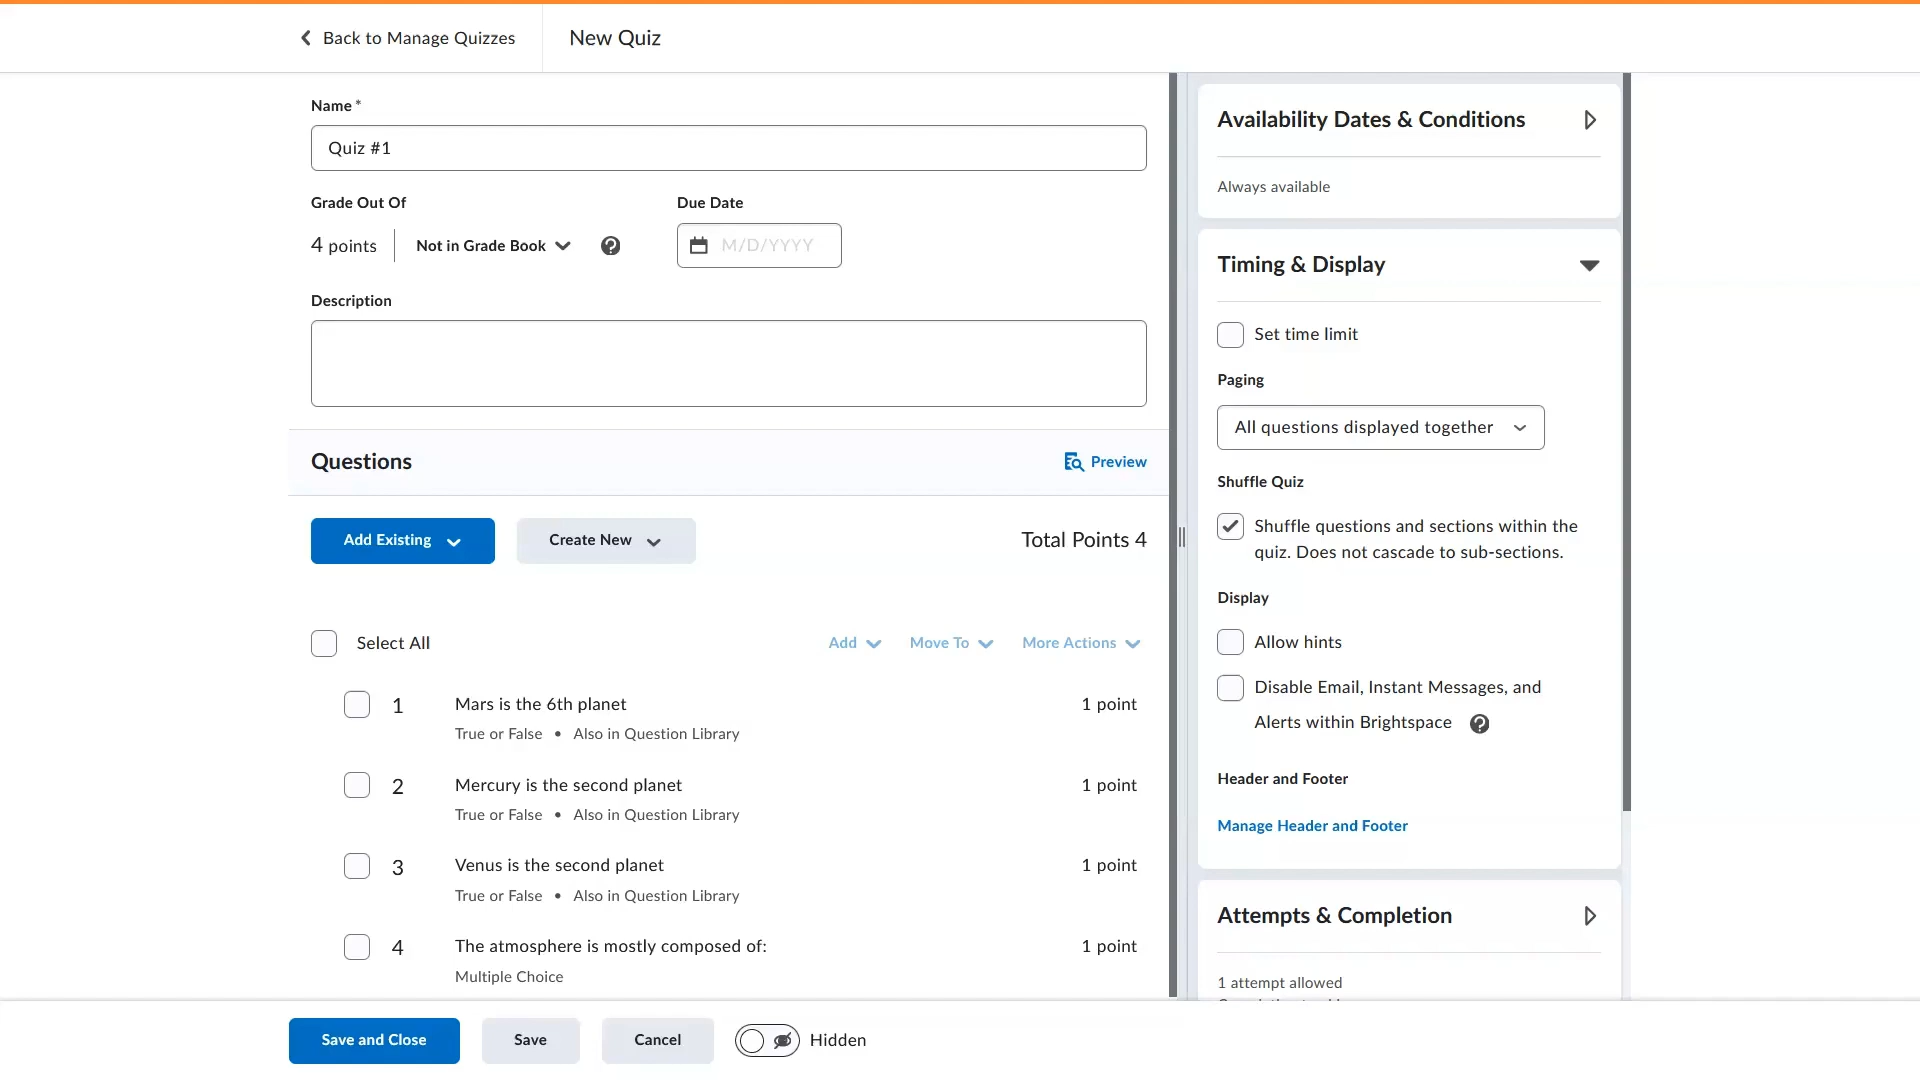 Back to Manage Quizzes
New Quiz
Name *
Quiz #1
Grade Out Of
Due Date
4 points
Not in Grade Book
M/D/YYYY
Description
Questions
Preview
Add Existing
Create New
Total Points 4
Select All
Add
Move To
More Actions
1
Mars is the 6th planet
1 point
True or False • Also in Question Library
2
Mercury is the second planet
1 point
True or False • Also in Question Library
3
Venus is the second planet
1 point
True or False • Also in Question Library
4
The atmosphere is mostly composed of:
1 point
Multiple Choice
Availability Dates & Conditions
Always available
Timing & Display
Set time limit
Paging
All questions displayed together
Shuffle Quiz
Shuffle questions and sections within the
quiz. Does not cascade to sub-sections.
Display
Allow hints
Disable Email, Instant Messages, and
Alerts within Brightspace
Header and Footer
Manage Header and Footer
Attempts & Completion
1 attempt allowed
Save and Close
Save
Cancel
Hidden